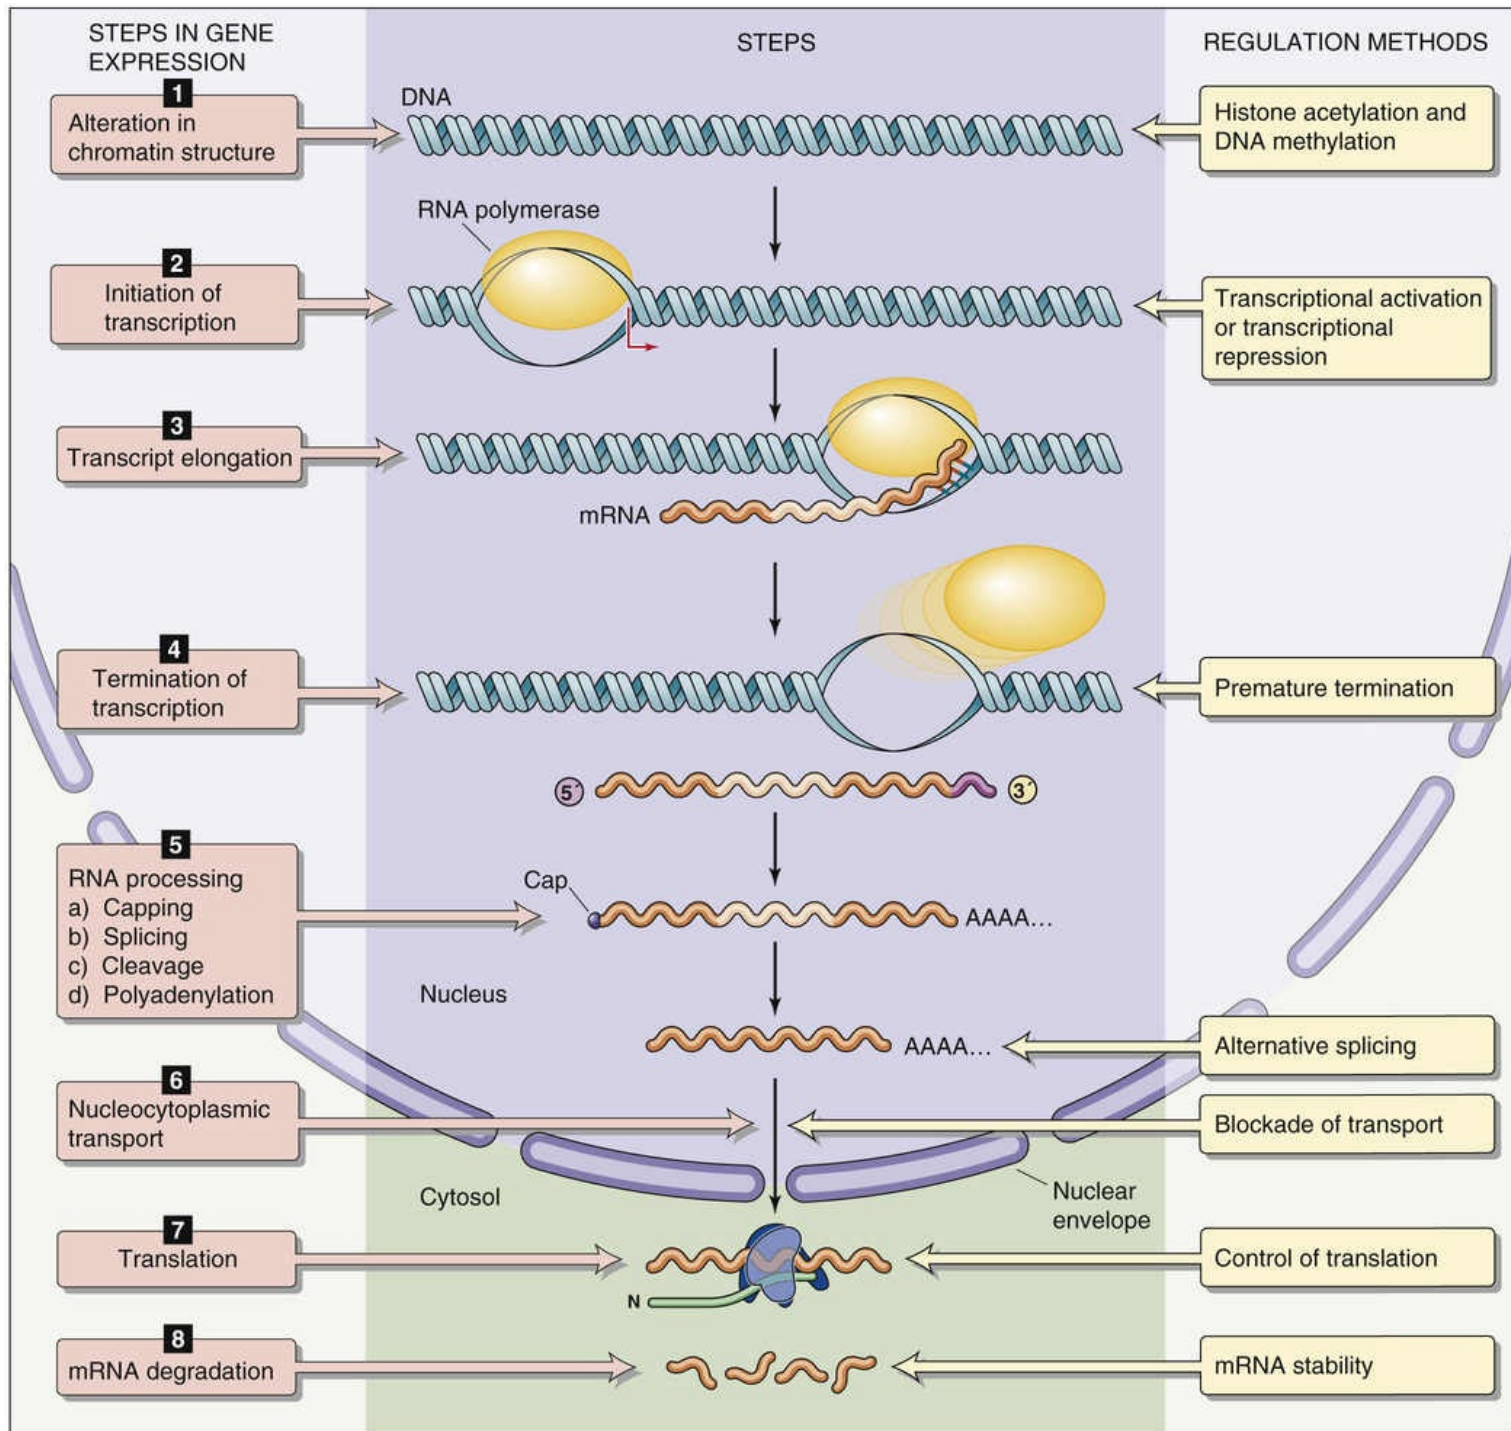 STEPS IN GENE
EXPRESSION
STEPS
REGULATION METHODS
1
Alteration in
chromatin structure
DNA
Histone acetylation and
DNA methylation
RNA polymerase
2
Initiation of
transcription
Transcriptional activation
or transcriptional
repression
3
Transcript elongation
mRNA
4
Termination of
transcription
Premature termination
5´
3´
5
RNA processing
a) Capping
b) Splicing
c) Cleavage
d) Polyadenylation
Cap
AAAA...
Nucleus
AAAA...
Alternative splicing
6
Nucleocytoplasmic
transport
Blockade of transport
Cytosol
Nuclear
envelope
7
Translation
N
Control of translation
8
mRNA degradation
mRNA stability